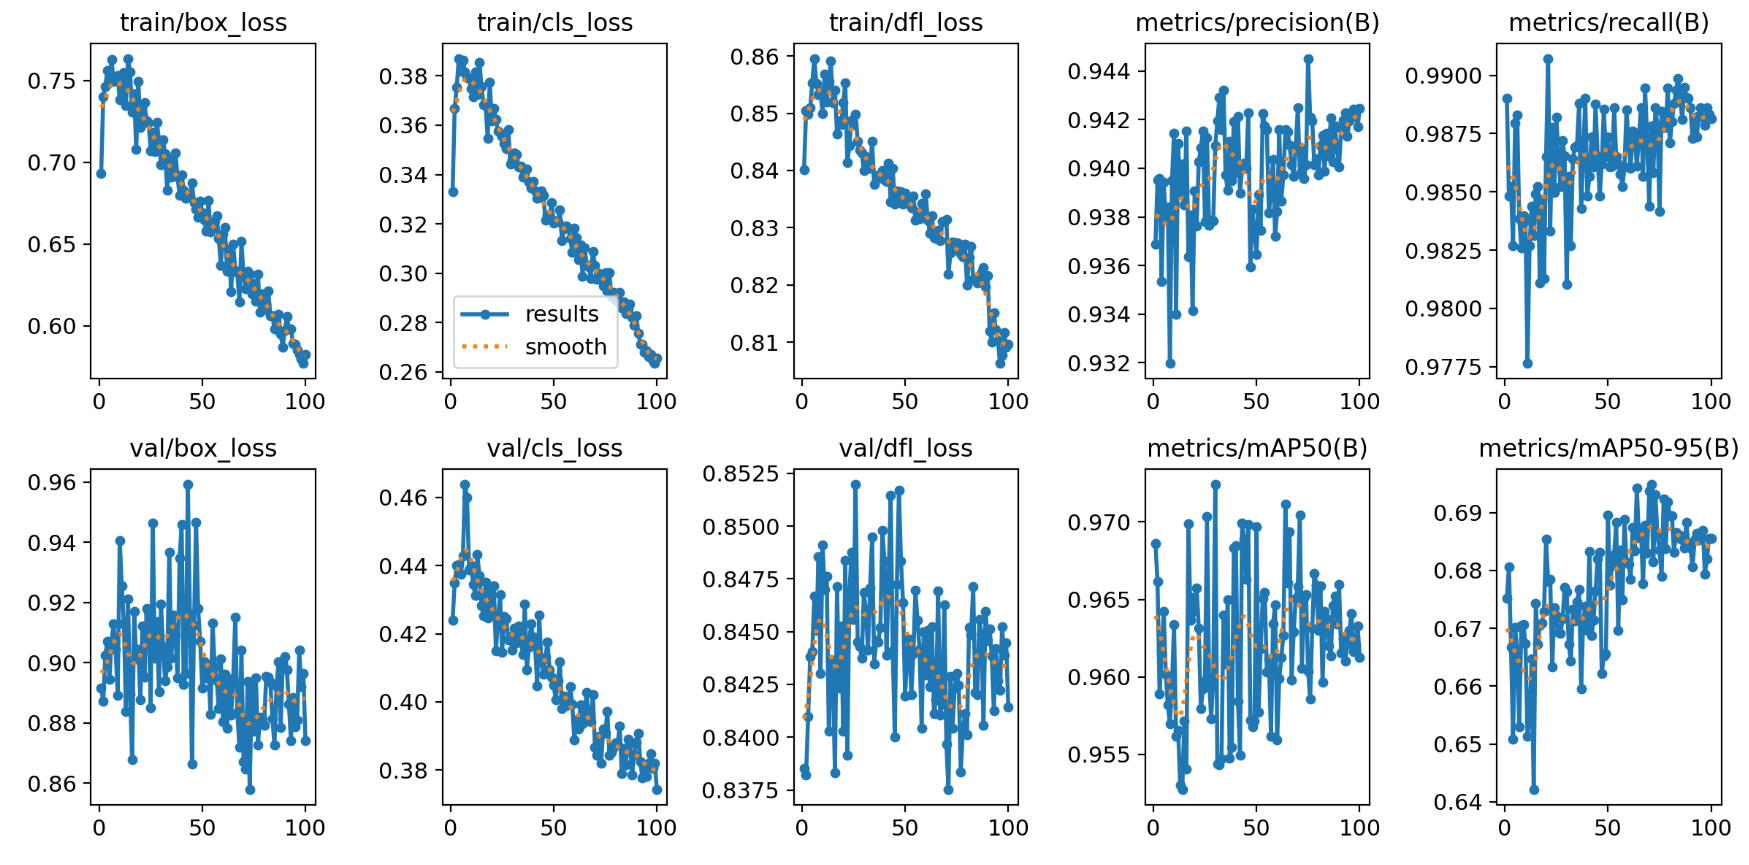 train/box_loss
train/cls_loss
train/dfl_loss
metrics/precision(B)
metrics/recall(B)
0.75
0.70
0.65
0.60
0 50 100
0.38
0.36
0.34
0.32
0.30
0.28
0.26
results
smooth
0 50 100
0.86
0.85
0.84
0.83
0.82
0.81
0 50 100
0.944
0.942
0.940
0.938
0.936
0.934
0.932
0 50 100
0.9900
0.9875
0.9850
0.9825
0.9800
0.9775
0 50 100
val/box_loss
val/cls_loss
val/dfl_loss
metrics/mAP50(B)
metrics/mAP50-95(B)
0.96
0.94
0.92
0.90
0.88
0.86
0 50 100
0.46
0.44
0.42
0.40
0.38
0 50 100
0.8525
0.8500
0.8475
0.8450
0.8425
0.8400
0.8375
0 50 100
0.970
0.965
0.960
0.955
0 50 100
0.69
0.68
0.67
0.66
0.65
0.64
0 50 100